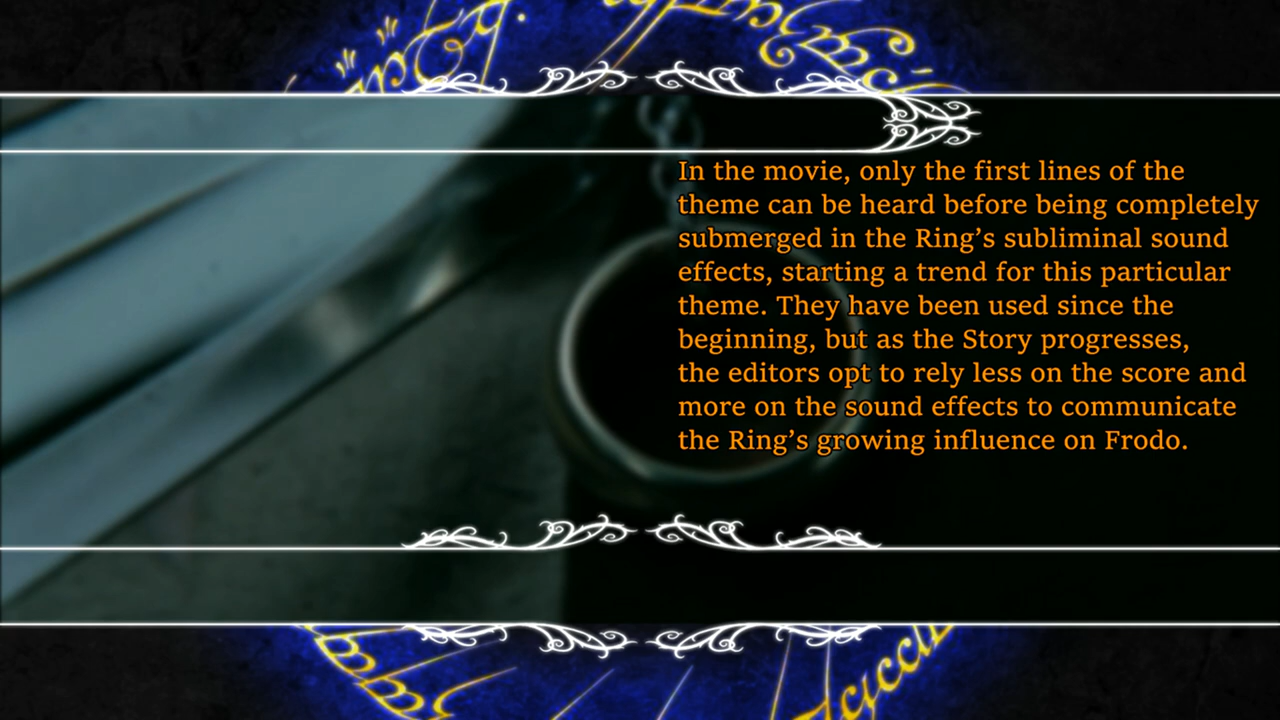 In the movie, only the first lines of the
theme can be heard before being completely
submerged in the Ring’s subliminal sound
effects, starting a trend for this particular
theme. They have been used since the
beginning, but as the Story progresses,
the editors opt to rely less on the score and
more on the sound effects to communicate
the Ring’s growing influence on Frodo.